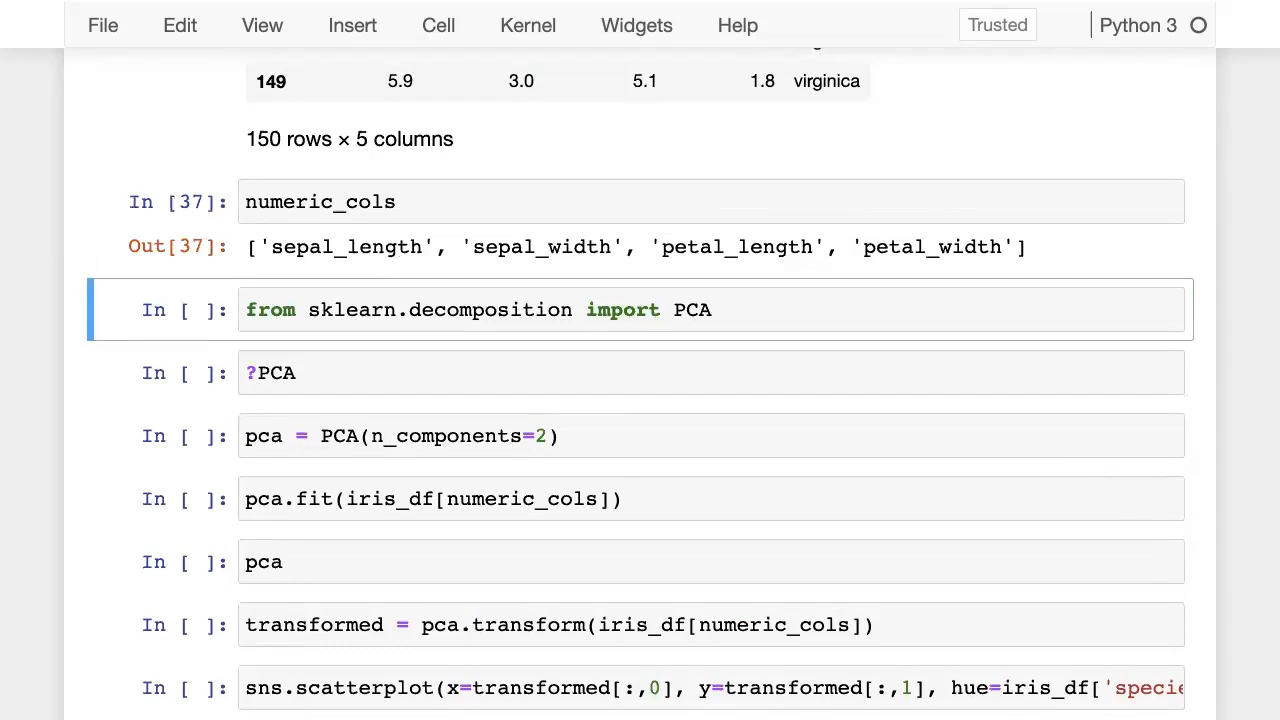 File Edit View Insert Cell Kernel Widgets Help Trusted Python 3
149 5.9 3.0 5.1 1.8 virginica
150 rows × 5 columns
In [37]: numeric_cols
Out[37]: ['sepal_length', 'sepal_width', 'petal_length', 'petal_width']
In [ ]: from sklearn.decomposition import PCA
In [ ]: ?PCA
In [ ]: pca = PCA(n_components=2)
In [ ]: pca.fit(iris_df[numeric_cols])
In [ ]: pca
In [ ]: transformed = pca.transform(iris_df[numeric_cols])
In [ ]: sns.scatterplot(x=transformed[:,0], y=transformed[:,1], hue=iris_df['specie